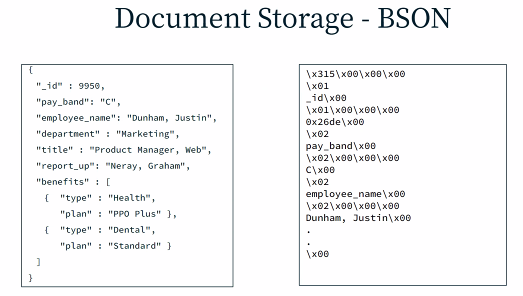 Document Storage - BSON
{
"_id" : 9950,
"pay_band": "C",
"employee_name": "Dunham, Justin",
"department" : "Marketing",
"title" : "Product Manager, Web",
"report_up": "Neray, Graham",
"benefits" : [
{ "type" : "Health",
"plan" : "PPO Plus" },
{ "type" : "Dental",
"plan" : "Standard" }
]
}
\x315\x00\x00\x00
\x01
_id\x00
\x01\x00\x00\x00
0x26de\x00
\x02
pay_band\x00
\x02\x00\x00\x00
C\x00
\x02
employee_name\x00
\x02\x00\x00\x00
Dunham, Justin\x00
.
.
\x00